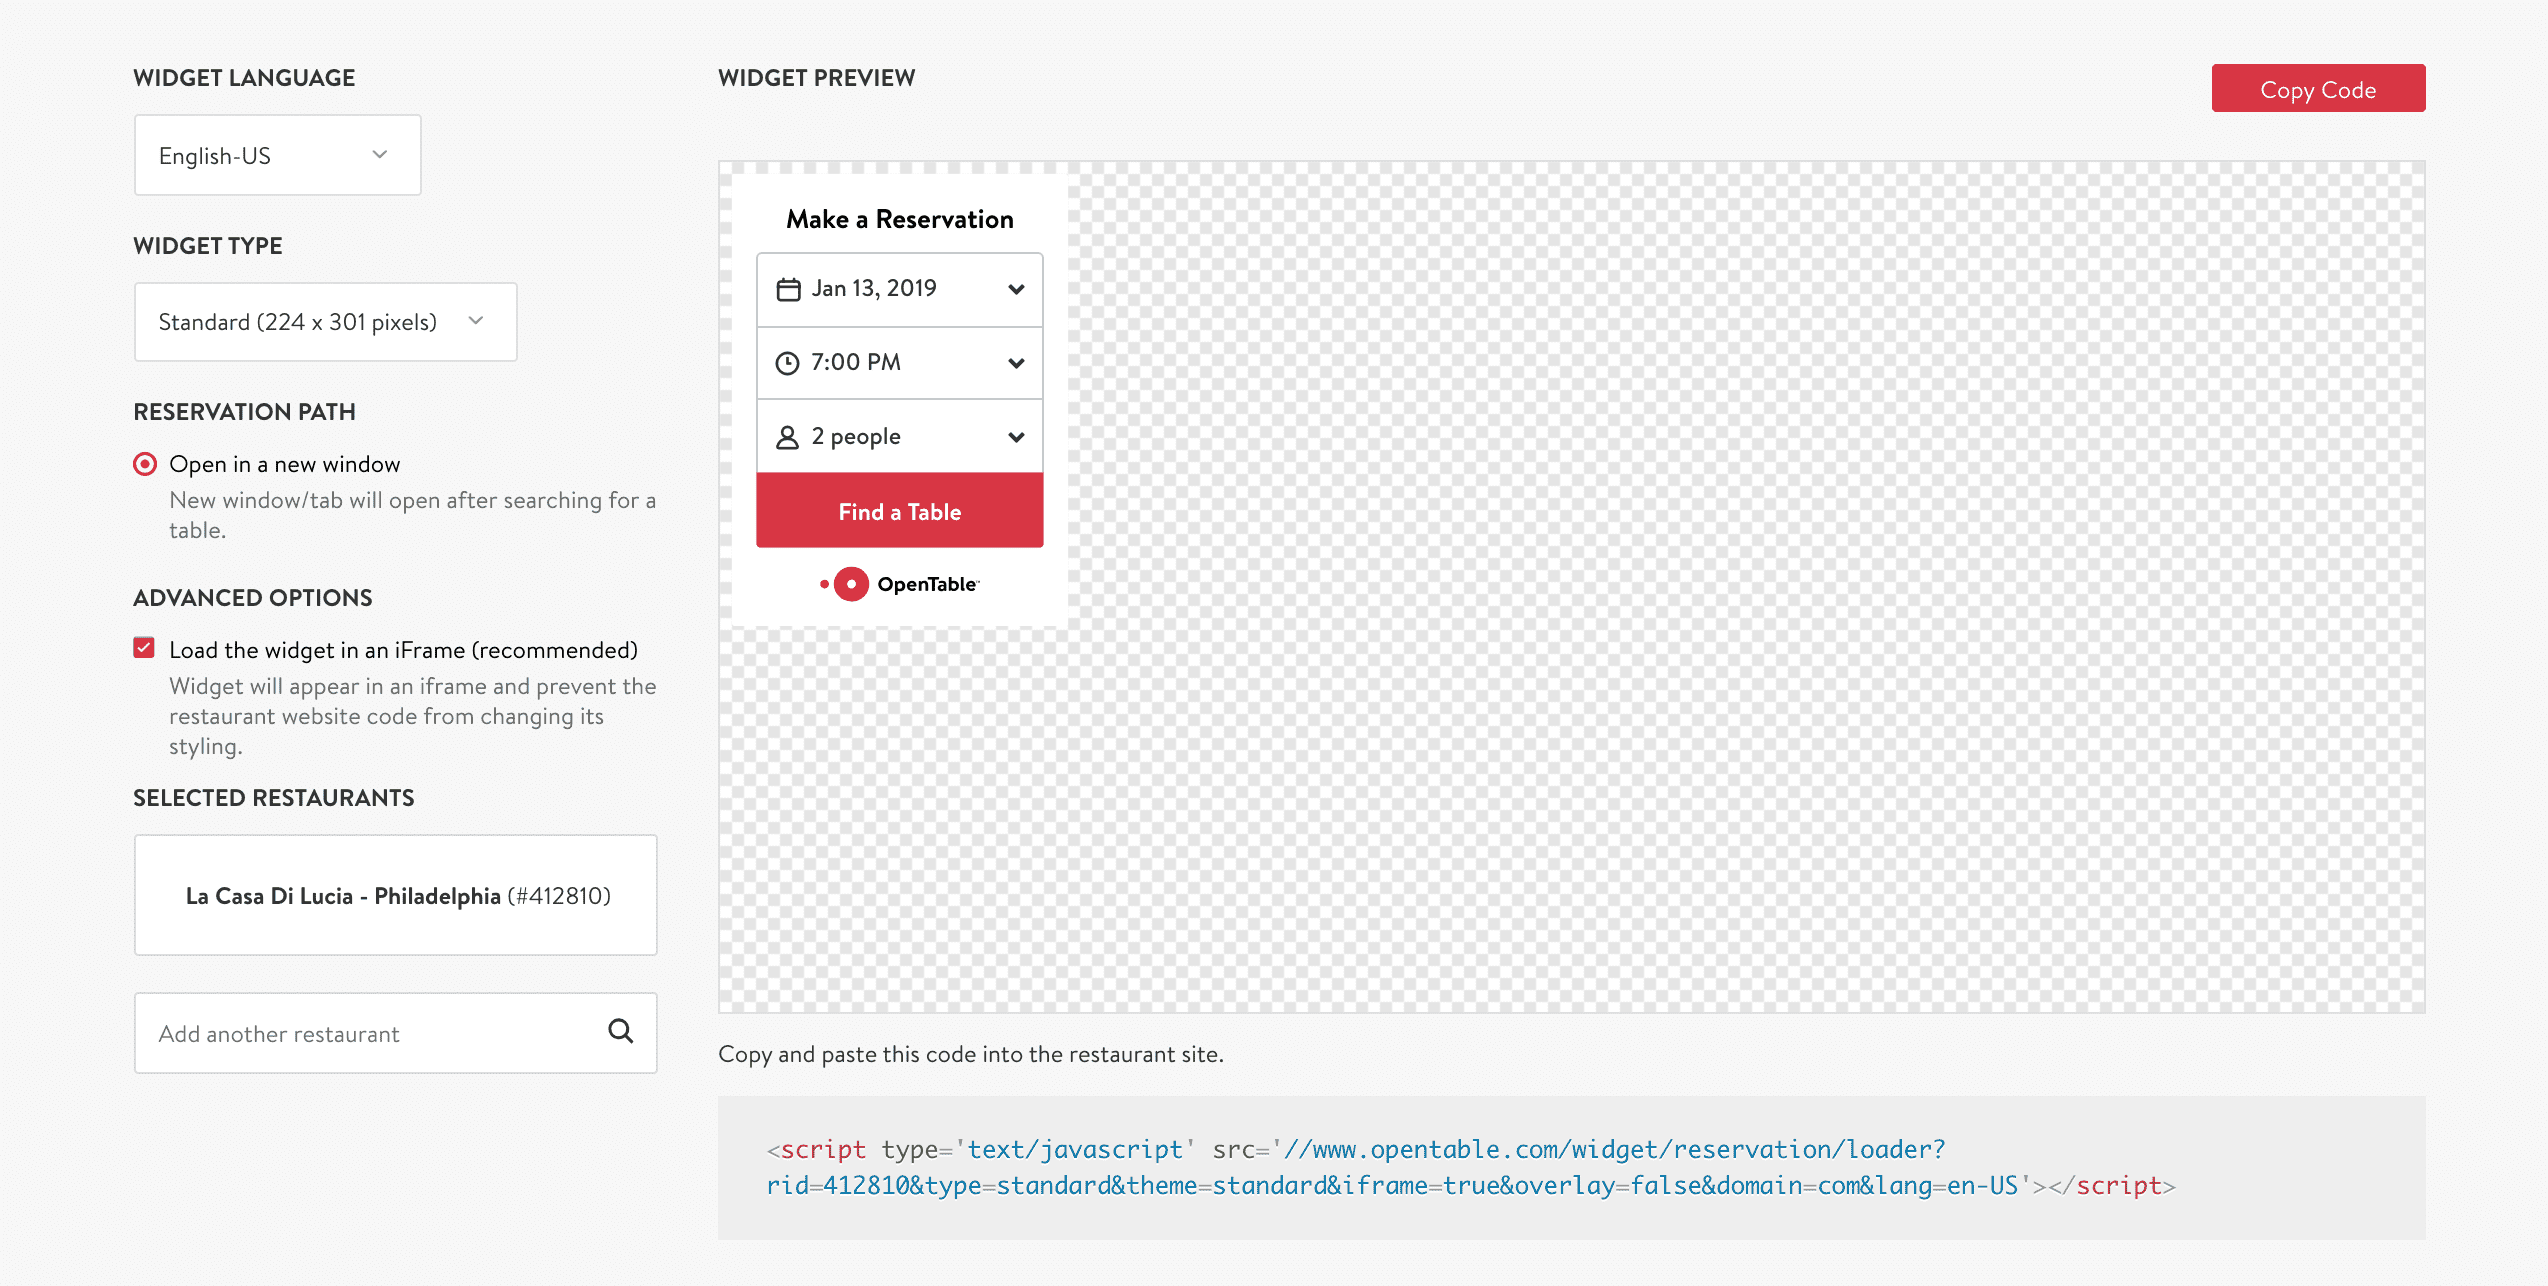 WIDGET LANGUAGE
English-US
WIDGET TYPE
Standard (224 x 301 pixels)
RESERVATION PATH
Open in a new window
New window/tab will open after searching for a
table.
ADVANCED OPTIONS
Load the widget in an iFrame (recommended)
Widget will appear in an iframe and prevent the
restaurant website code from changing its
styling.
SELECTED RESTAURANTS
La Casa Di Lucia - Philadelphia (#412810)
Add another restaurant
WIDGET PREVIEW
Copy Code
Make a Reservation
Jan 13, 2019
7:00 PM
2 people
Find a Table
OpenTable™
Copy and paste this code into the restaurant site.
<script type='text/javascript' src='//www.opentable.com/widget/reservation/loader?
rid=412810&type=standard&theme=standard&iframe=true&overlay=false&domain=com&lang=en-US'></script>